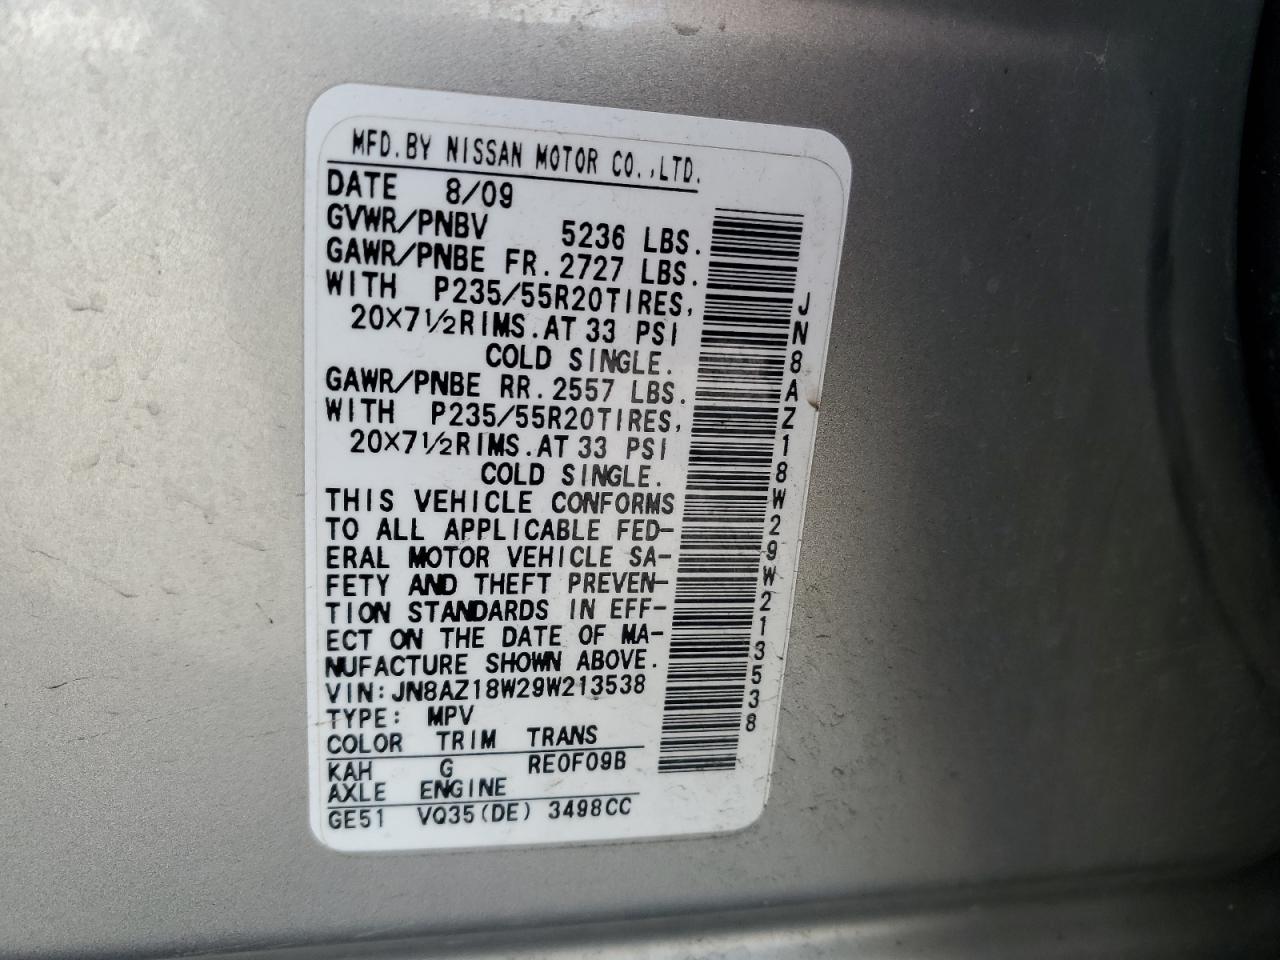 MFD. BY NISSAN MOTOR CO.,LTD.
DATE 8/09
GVWR/PNBV 5236 LBS.
GAWR/PNBE FR. 2727 LBS.
WITH P235/55R20TIRES,
20X7½RIMS. AT 33 PSI
COLD SINGLE.
GAWR/PNBE RR. 2557 LBS.
WITH P235/55R20TIRES,
20X7½RIMS. AT 33 PSI
COLD SINGLE.
THIS VEHICLE CONFORMS
TO ALL APPLICABLE FED-
ERAL MOTOR VEHICLE SA-
FETY AND THEFT PREVEN-
TION STANDARDS IN EFF-
ECT ON THE DATE OF MA-
NUFACTURE SHOWN ABOVE.
VIN: JN8AZ18W29W213538
TYPE: MPV
COLOR TRIM TRANS
KAH G RE0F09B
AXLE ENGINE
GE51 VQ35(DE) 3498CC
JN8AZ18W29W213538